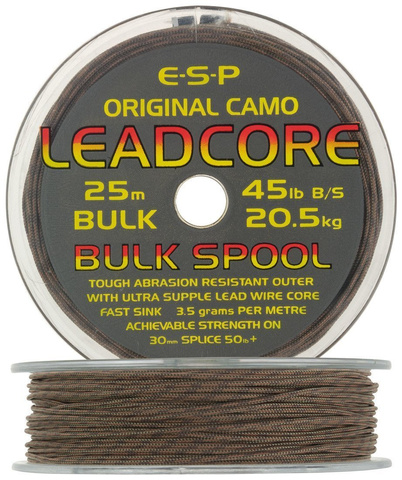 E-S-P
ORIGINAL CAMO
LEADCORE
25m 45lb B/S
BULK 20.5kg
BULK SPOOL
TOUGH ABRASION RESISTANT OUTER
WITH ULTRA SUPPLE LEAD WIRE CORE
FAST SINK 3.5 grams PER METRE
ACHIEVABLE STRENGTH ON
30mm SPLICE 50lb+